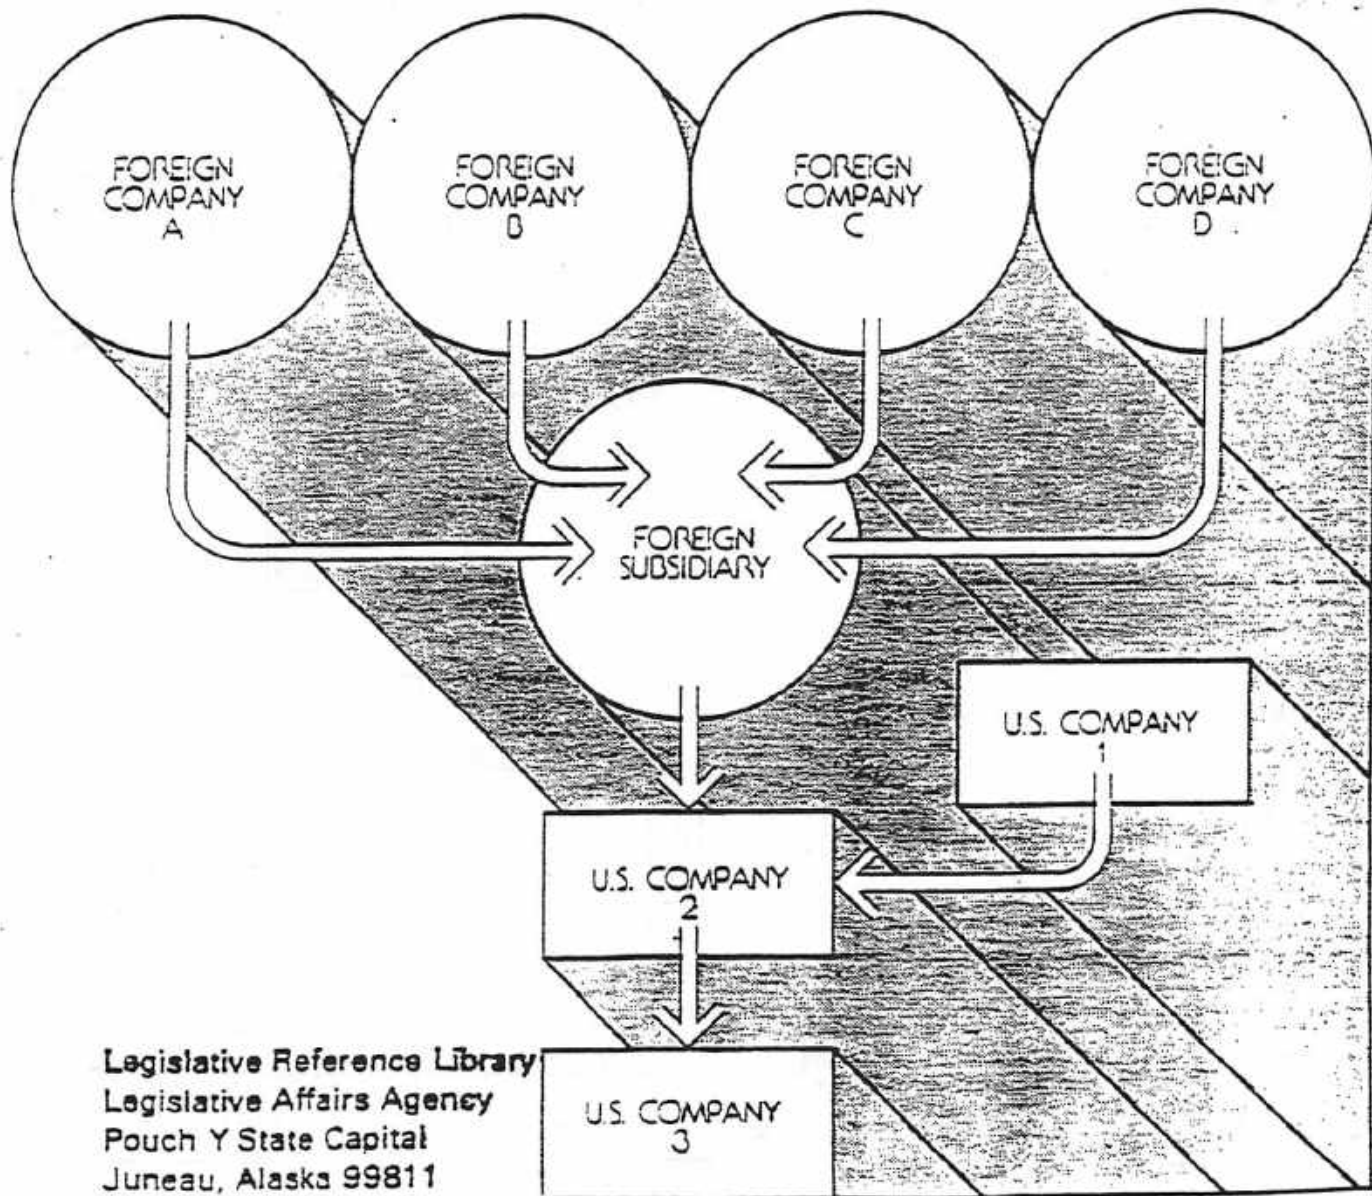 FOREIGN
COMPANY
A
FOREIGN
COMPANY
B
FOREIGN
COMPANY
C
FOREIGN
COMPANY
D
FOREIGN
SUBSIDIARY
U.S. COMPANY
1
U.S. COMPANY
2
U.S. COMPANY
3
Legislative Reference Library
Legislative Affairs Agency
Pouch Y State Capital
Juneau, Alaska 99811